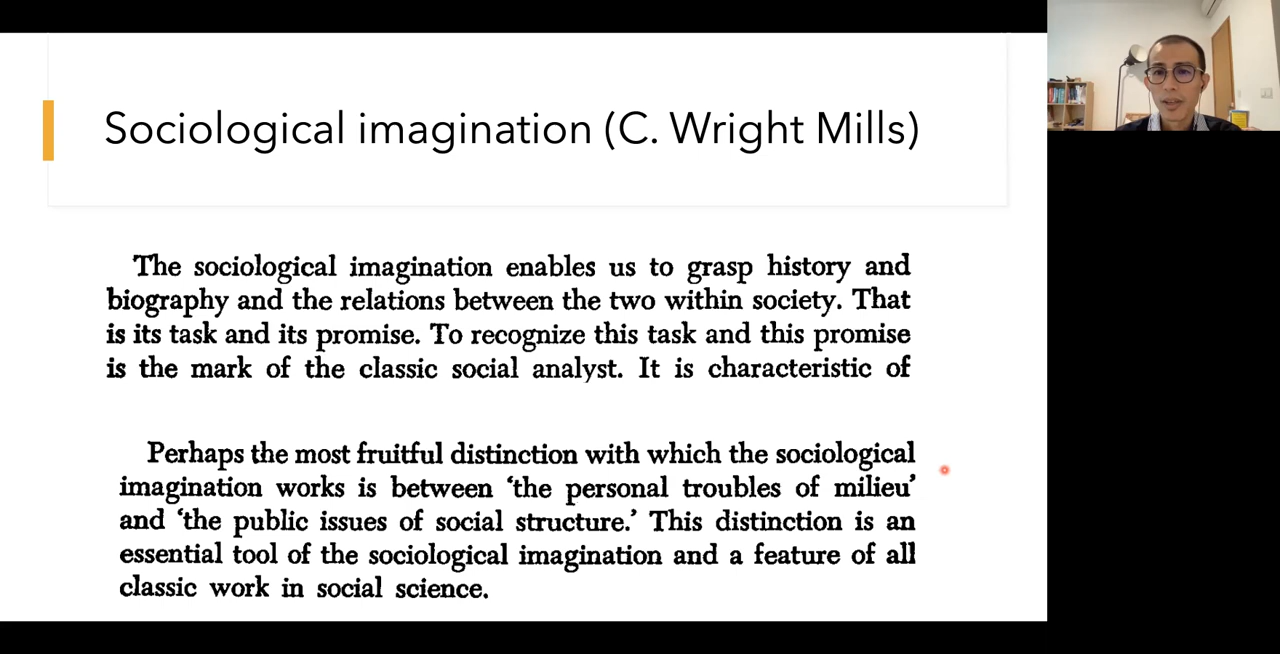 Sociological imagination (C. Wright Mills)
The sociological imagination enables us to grasp history and
biography and the relations between the two within society. That
is its task and its promise. To recognize this task and this promise
is the mark of the classic social analyst. It is characteristic of
Perhaps the most fruitful distinction with which the sociological
imagination works is between ‘the personal troubles of milieu’
and ‘the public issues of social structure.’ This distinction is an
essential tool of the sociological imagination and a feature of all
classic work in social science.